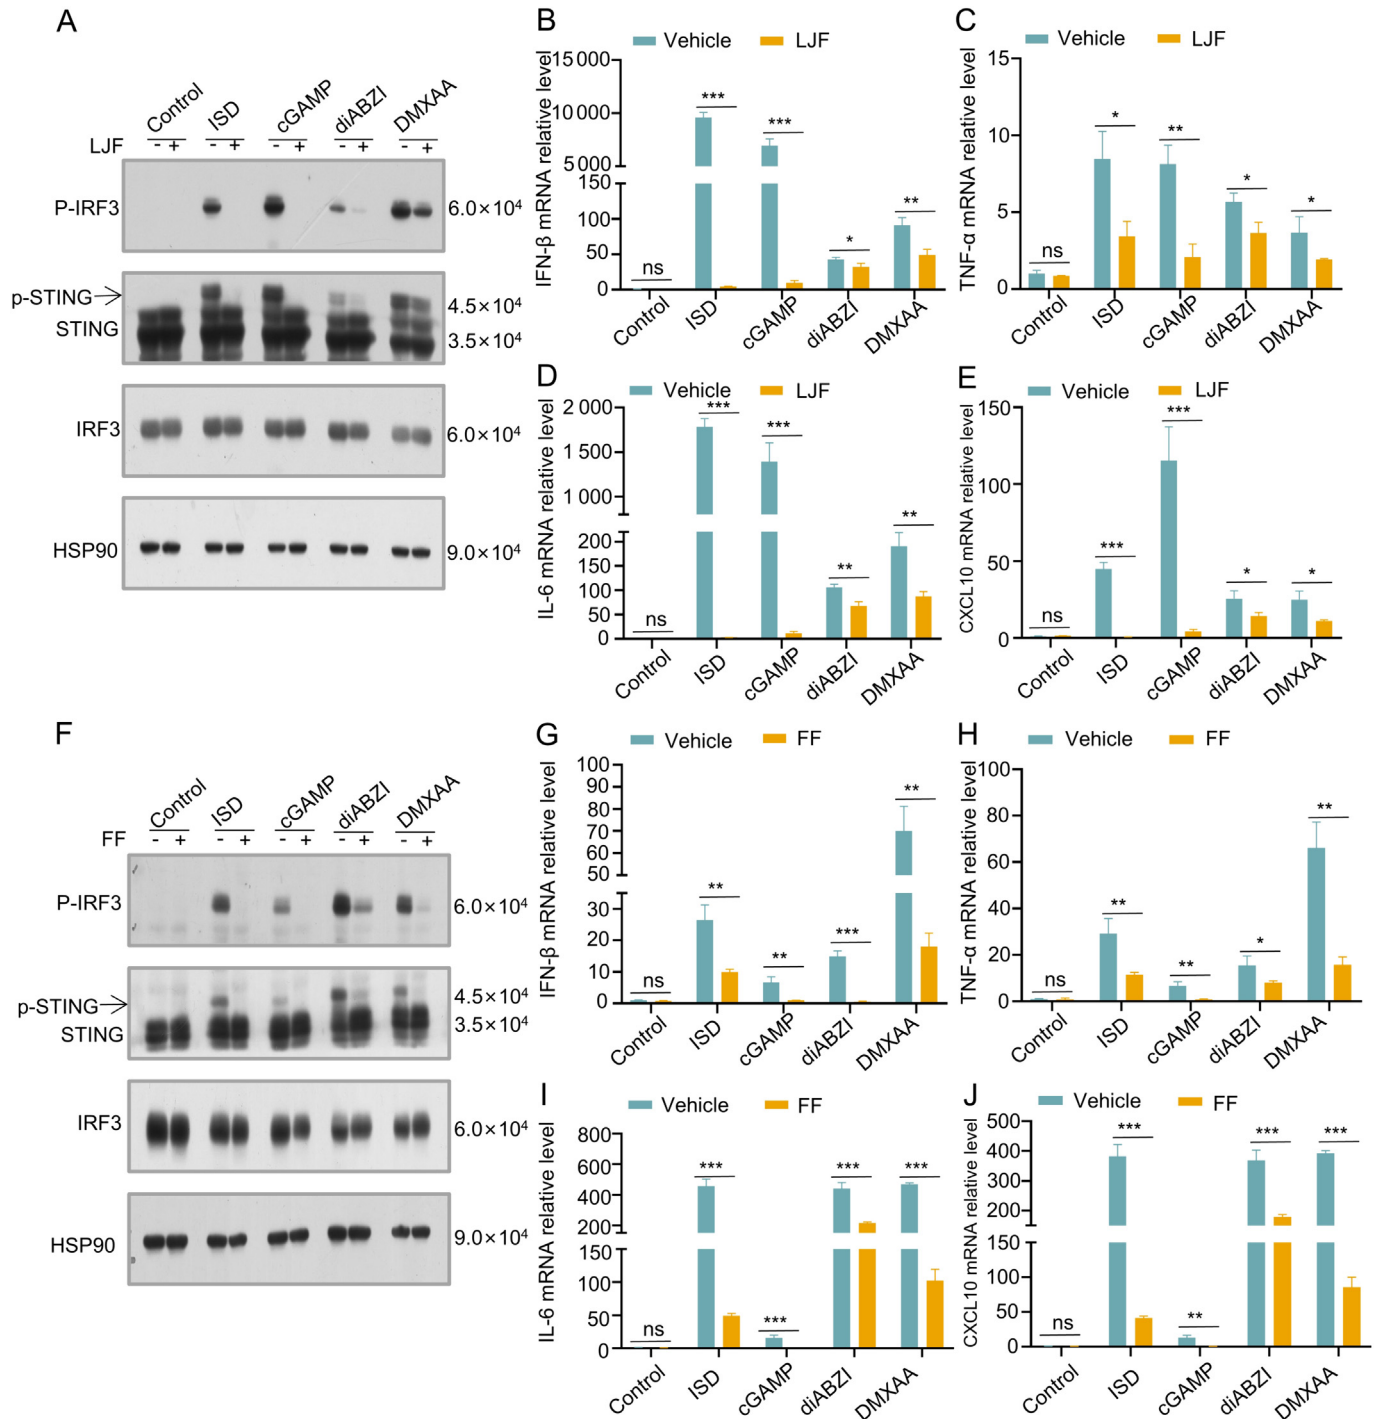 A
Control ISD cGAMP diABZI DMXAA
LJF - + - + - + - + - +
P-IRF3 6.0×10⁴
p-STING
4.5×10⁴
STING
3.5×10⁴
IRF3 6.0×10⁴
HSP90 9.0×10⁴
B
Vehicle LJF
IFN-β mRNA relative level
15 000
10 000
5 000
150
100
50
0
ns *** *** * **
Control ISD cGAMP diABZI DMXAA
C
Vehicle LJF
TNF-α mRNA relative level
15
10
5
0
ns * ** * *
Control ISD cGAMP diABZI DMXAA
D
Vehicle LJF
IL-6 mRNA relative level
2 000
1 500
1 000
200
150
100
50
0
ns *** *** ** **
Control ISD cGAMP diABZI DMXAA
E
Vehicle LJF
CXCL10 mRNA relative level
150
100
50
0
ns *** *** * *
Control ISD cGAMP diABZI DMXAA
F
Control ISD cGAMP diABZI DMXAA
FF - + - + - + - + - +
P-IRF3 6.0×10⁴
p-STING
4.5×10⁴
STING
3.5×10⁴
IRF3 6.0×10⁴
HSP90 9.0×10⁴
G
Vehicle FF
IFN-β mRNA relative level
100
90
80
70
60
50
30
20
10
0
ns ** ** *** **
Control ISD cGAMP diABZI DMXAA
H
Vehicle FF
TNF-α mRNA relative level
100
80
60
40
20
0
ns ** ** * **
Control ISD cGAMP diABZI DMXAA
I
Vehicle FF
IL-6 mRNA relative level
800
600
400
200
150
100
50
0
ns *** *** *** ***
Control ISD cGAMP diABZI DMXAA
J
Vehicle FF
CXCL10 mRNA relative level
500
400
300
200
150
100
50
0
ns *** ** *** ***
Control ISD cGAMP diABZI DMXAA